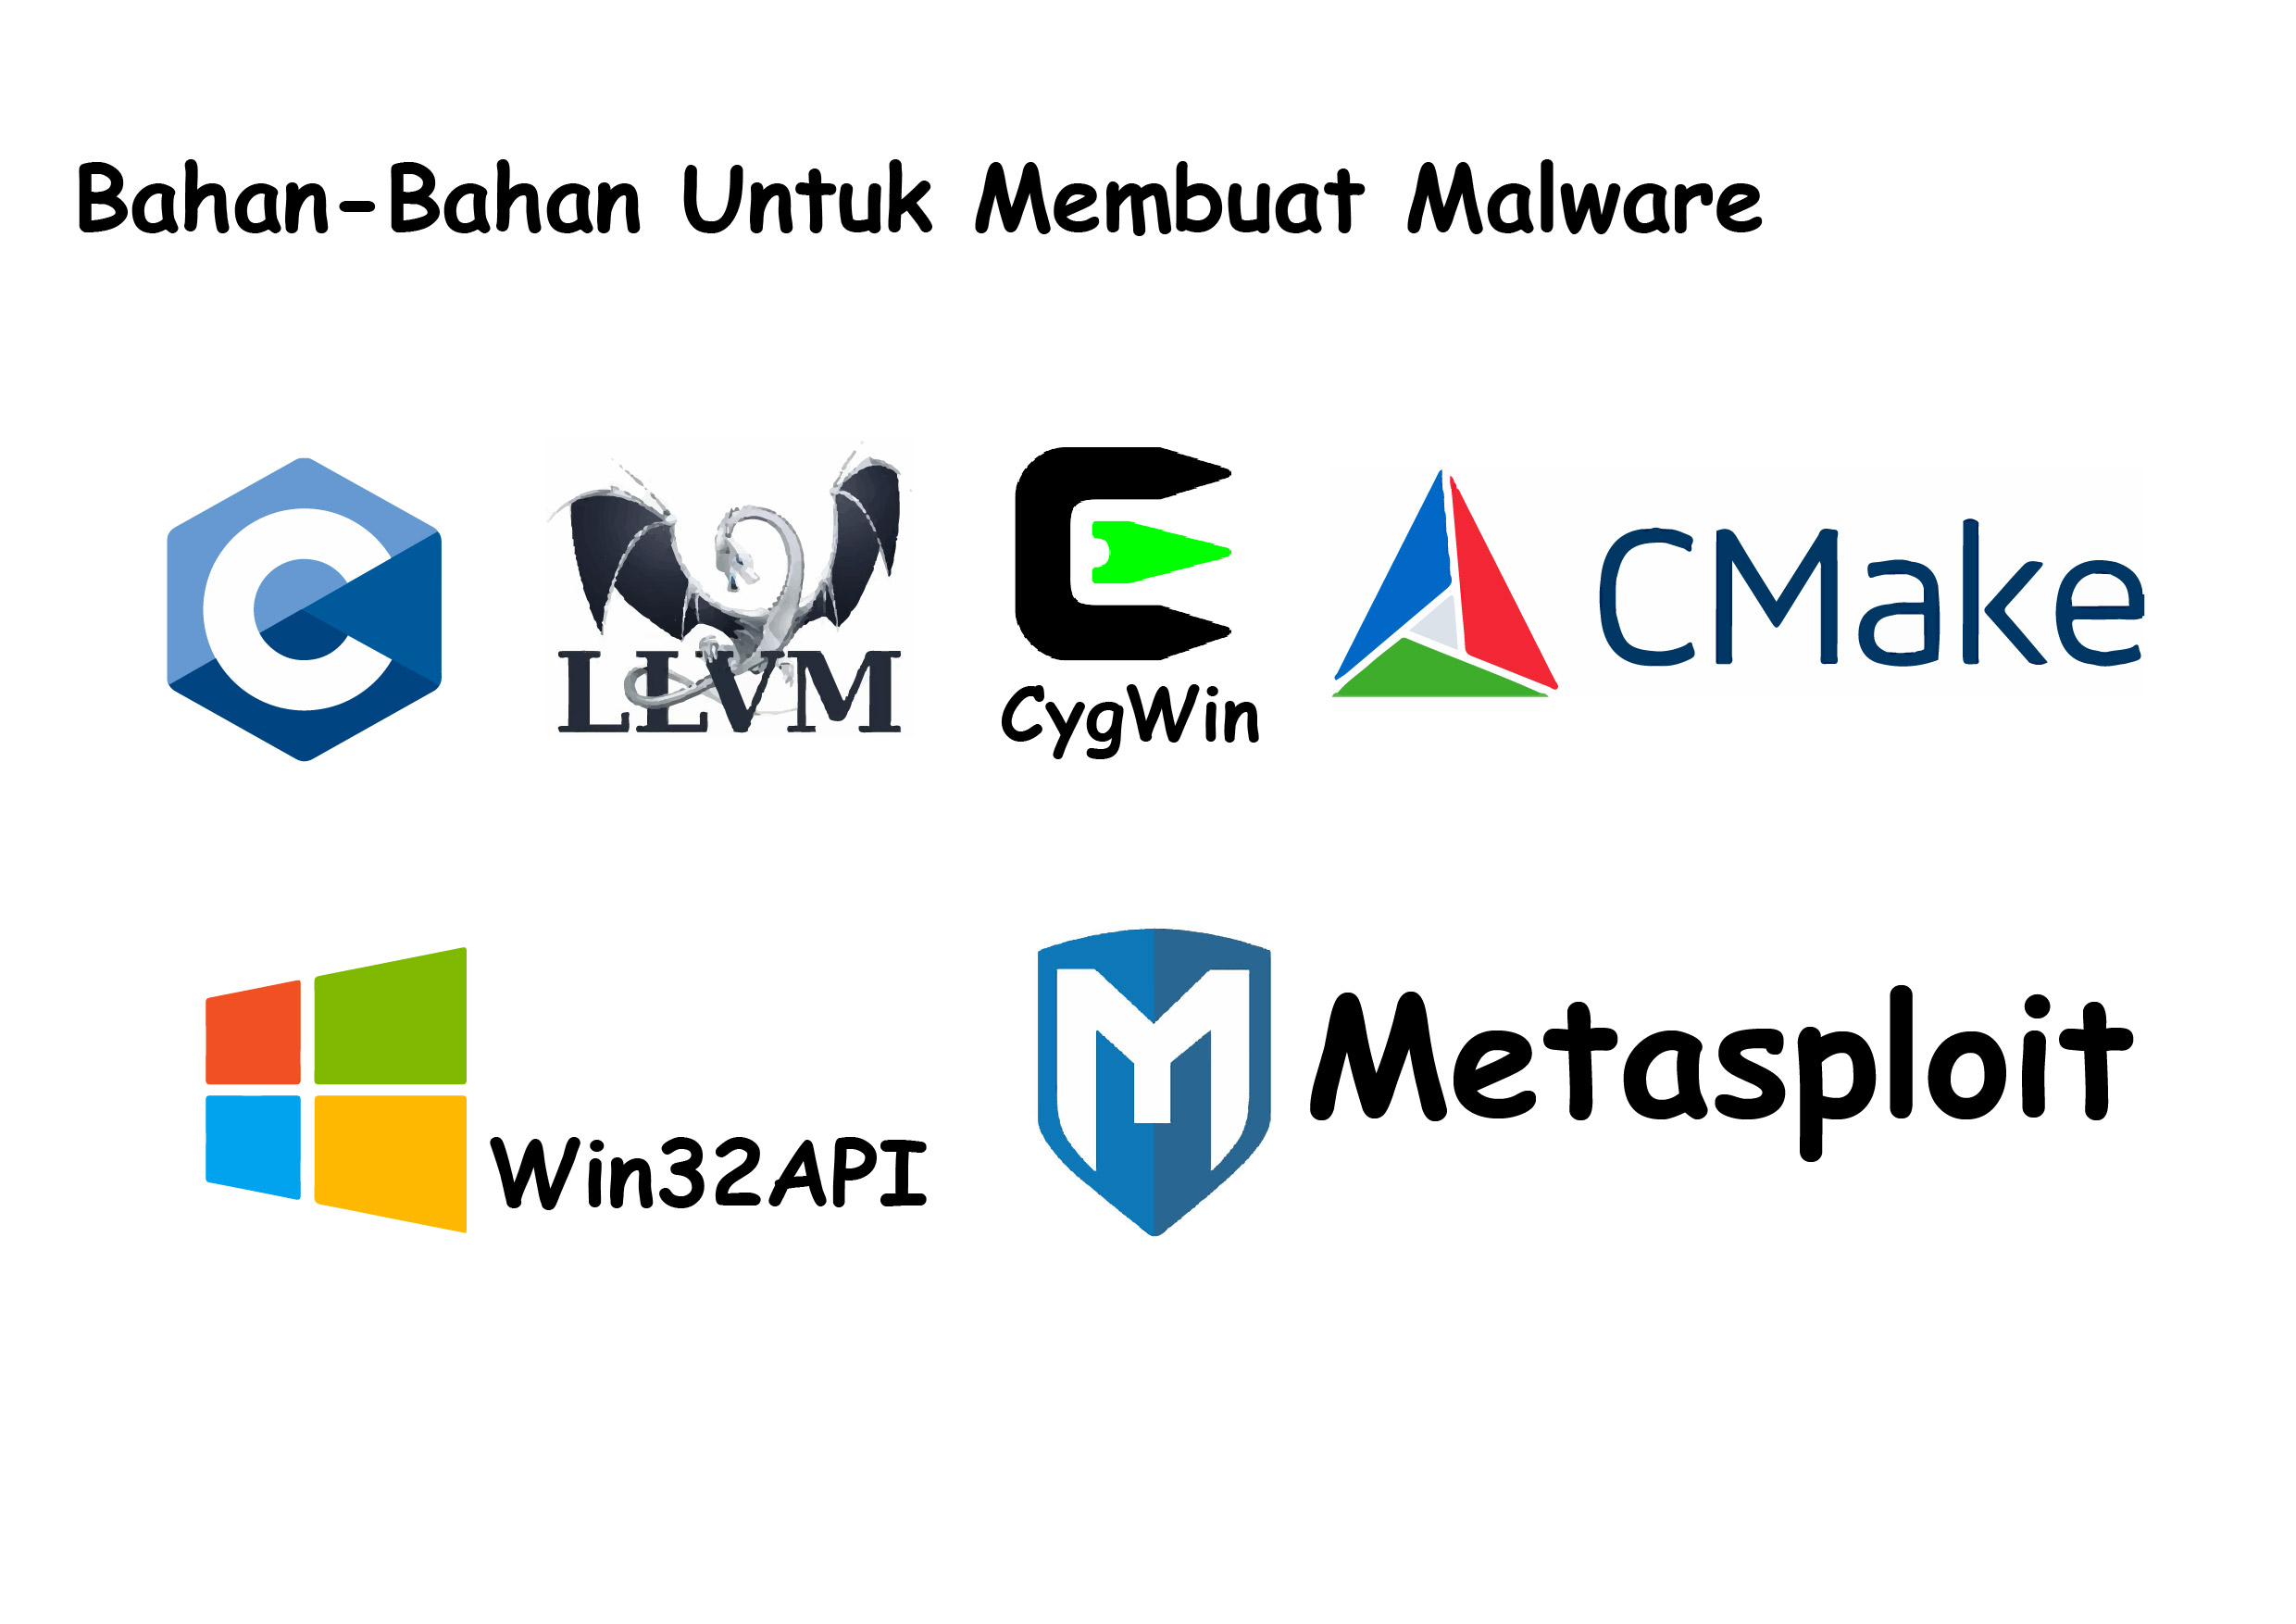 Bahan-Bahan Untuk Membuat Malware
C
LLVM
CygWin
CMake
Win32API
Metasploit